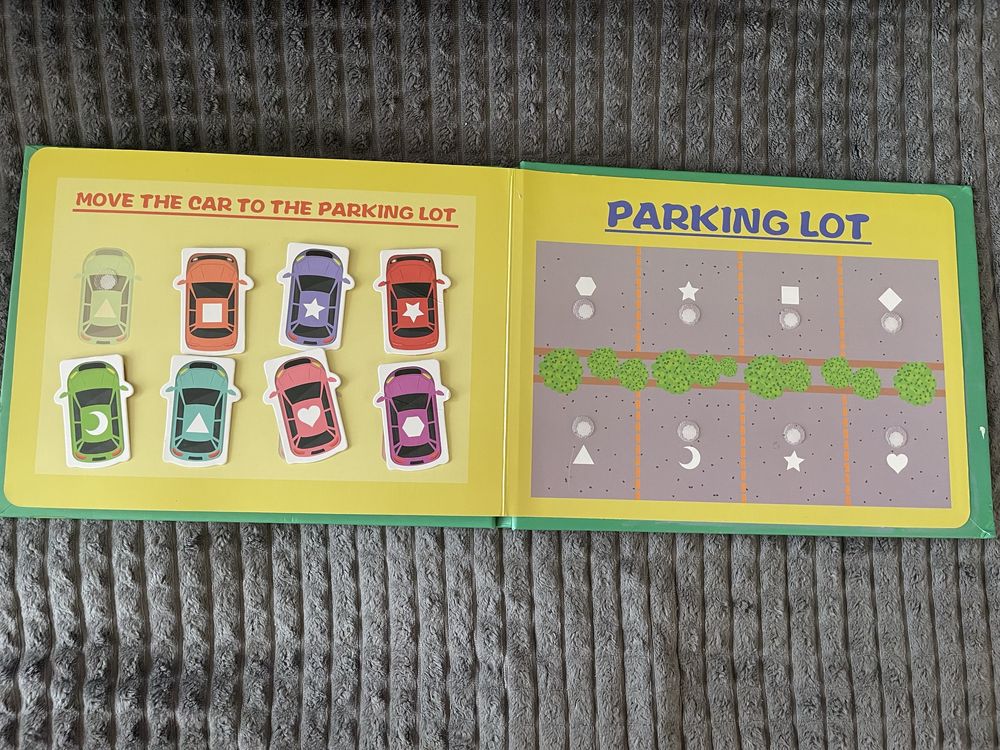 MOVE THE CAR TO THE PARKING LOT
PARKING LOT